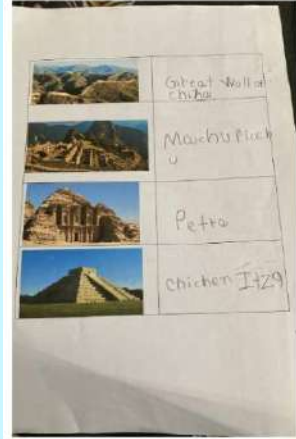 Great Wall of
China
Machu Picch
u
Petra
Chichen Itza